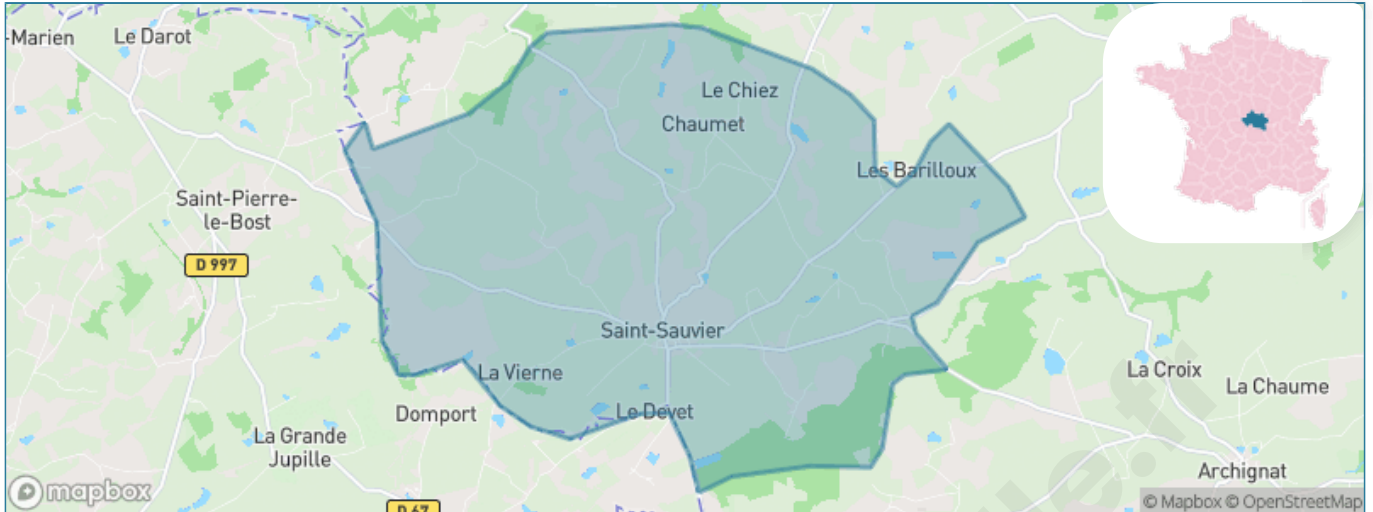 -Marien
Le Darot
Le Chiez
Chaumet
Les Barilloux
Saint-Pierre-
le-Bost
D 997
Saint-Sauvier
La Vierne
Le Devet
Domport
La Grande
Jupille
La Croix
La Chaume
Archignat
D 67
mapbox
© Mapbox © OpenStreetMap